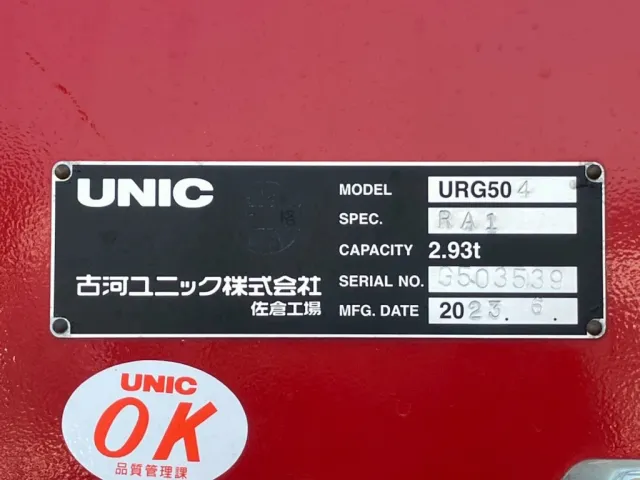 UNIC
MODEL URG504
SPEC. RA1
CAPACITY 2.93t
古河ユニック株式会社
SERIAL NO. G503539
佐倉工場
MFG. DATE 2023.6.
UNIC
OK
品質管理課